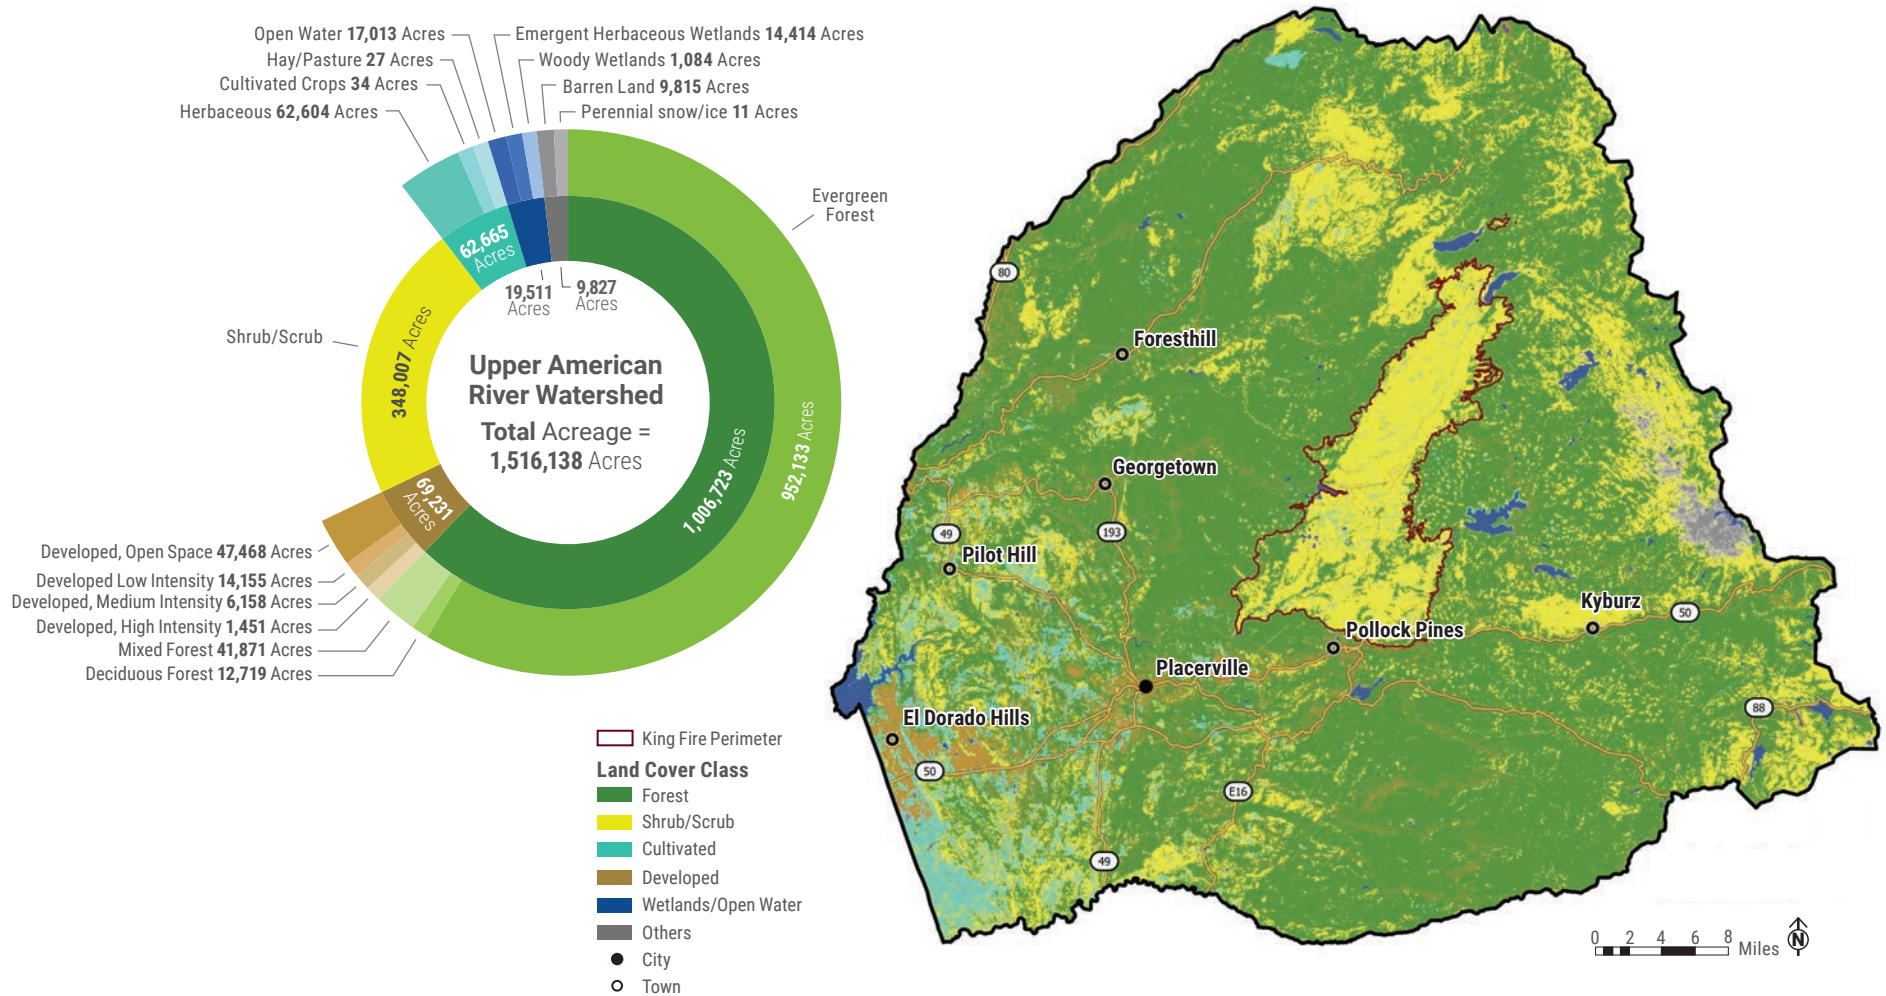 Open Water 17,013 Acres
Hay/Pasture 27 Acres
Cultivated Crops 34 Acres
Herbaceous 62,604 Acres
Emergent Herbaceous Wetlands 14,414 Acres
Woody Wetlands 1,084 Acres
Barren Land 9,815 Acres
Perennial snow/ice 11 Acres
Evergreen
Forest
952,133 Acres
1,006,723 Acres
62,665
Acres
19,511
Acres
9,827
Acres
Shrub/Scrub
348,007 Acres
69,231
Acres
Upper American
River Watershed
Total Acreage =
1,516,138 Acres
Developed, Open Space 47,468 Acres
Developed Low Intensity 14,155 Acres
Developed, Medium Intensity 6,158 Acres
Developed, High Intensity 1,451 Acres
Mixed Forest 41,871 Acres
Deciduous Forest 12,719 Acres
King Fire Perimeter
Land Cover Class
Forest
Shrub/Scrub
Cultivated
Developed
Wetlands/Open Water
Others
City
Town
80
Foresthill
Georgetown
49
193
Pilot Hill
Kyburz
50
Pollock Pines
Placerville
88
El Dorado Hills
50
E16
49
0 2 4 6 8 Miles
N